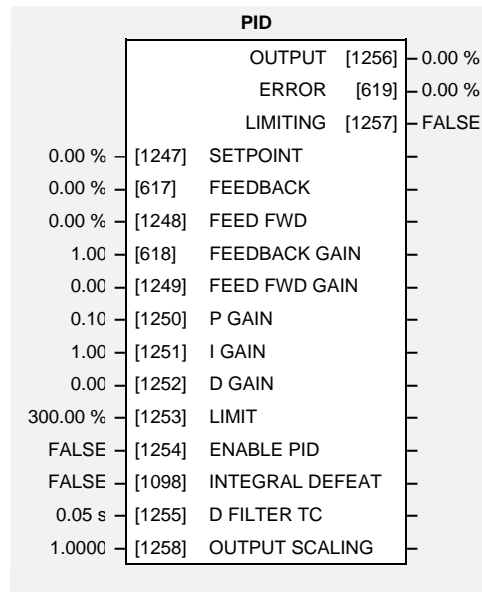 PID
OUTPUT [1256] 0.00 %
ERROR [619] 0.00 %
LIMITING [1257] FALSE
0.00 % [1247] SETPOINT
0.00 % [617] FEEDBACK
0.00 % [1248] FEED FWD
1.00 [618] FEEDBACK GAIN
0.00 [1249] FEED FWD GAIN
0.10 [1250] P GAIN
1.00 [1251] I GAIN
0.00 [1252] D GAIN
300.00 % [1253] LIMIT
FALSE [1254] ENABLE PID
FALSE [1098] INTEGRAL DEFEAT
0.05 s [1255] D FILTER TC
1.0000 [1258] OUTPUT SCALING